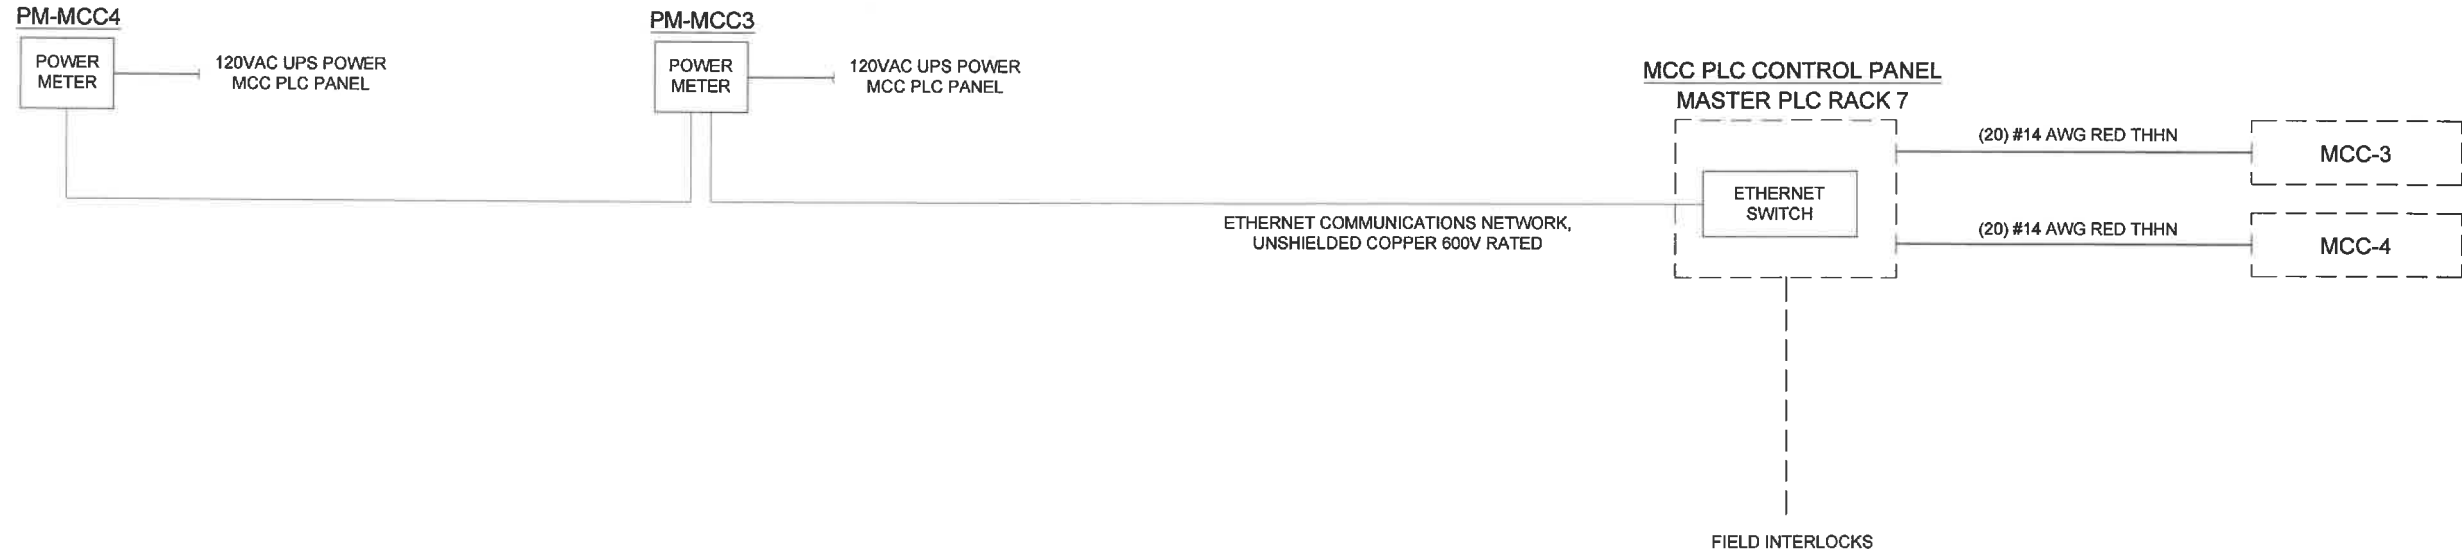 PM-MCC4
POWER
METER
120VAC UPS POWER
MCC PLC PANEL
PM-MCC3
POWER
METER
120VAC UPS POWER
MCC PLC PANEL
ETHERNET COMMUNICATIONS NETWORK,
UNSHIELDED COPPER 600V RATED
MCC PLC CONTROL PANEL
MASTER PLC RACK 7
ETHERNET
SWITCH
(20) #14 AWG RED THHN
MCC-3
(20) #14 AWG RED THHN
MCC-4
FIELD INTERLOCKS